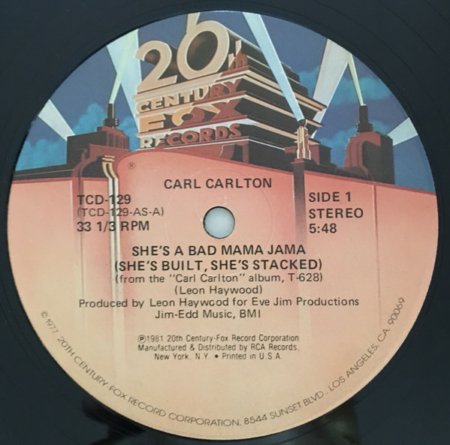 20th
CENTURY
FOX
RECORDS
®
CARL CARLTON
TCD-129
(TCD-129-AS-A)
33 1/3 RPM
SIDE 1
STEREO
5:48
SHE'S A BAD MAMA JAMA
(SHE'S BUILT, SHE'S STACKED)
(from the "Carl Carlton" album, T-628)
(Leon Haywood)
Produced by Leon Haywood for Eve Jim Productions
Jim-Edd Music, BMI
Ⓟ1981 20th Century-Fox Record Corporation
Manufactured & Distributed by RCA Records,
New York, N.Y. • Printed in U.S.A.
© 1977, 20TH CENTURY-FOX RECORD CORPORATION, 8544 SUNSET BLVD., LOS ANGELES, CA. 90069